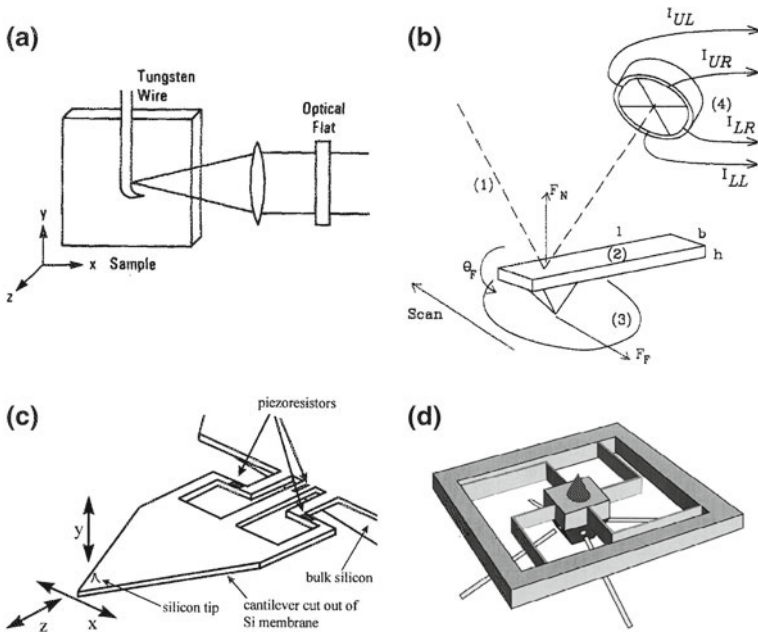 (a)
Tungsten
Wire
Optical
Flat
y
x
z
Sample
(b)
I_UL
I_UR
(4)
I_LR
I_LL
(1)
F_N
l
b
(2)
h
θ_F
Scan
(3)
F_F
(c)
piezoresistors
y
bulk silicon
silicon tip
cantilever cut out of
Si membrane
x
z
(d)